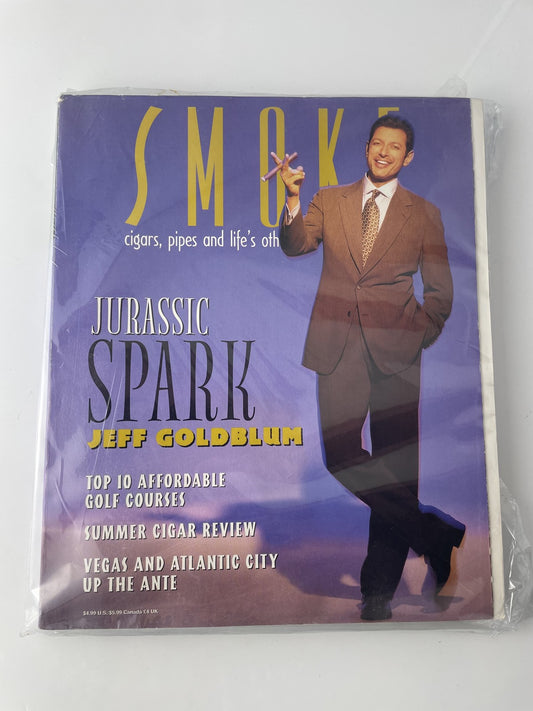 SMOKE
cigars, pipes and life's oth
JURASSIC
SPARK
JEFF GOLDBLUM
TOP 10 AFFORDABLE
GOLF COURSES
SUMMER CIGAR REVIEW
VEGAS AND ATLANTIC CITY
UP THE ANTE
$4.99 U.S. $5.99 Canada £4 UK